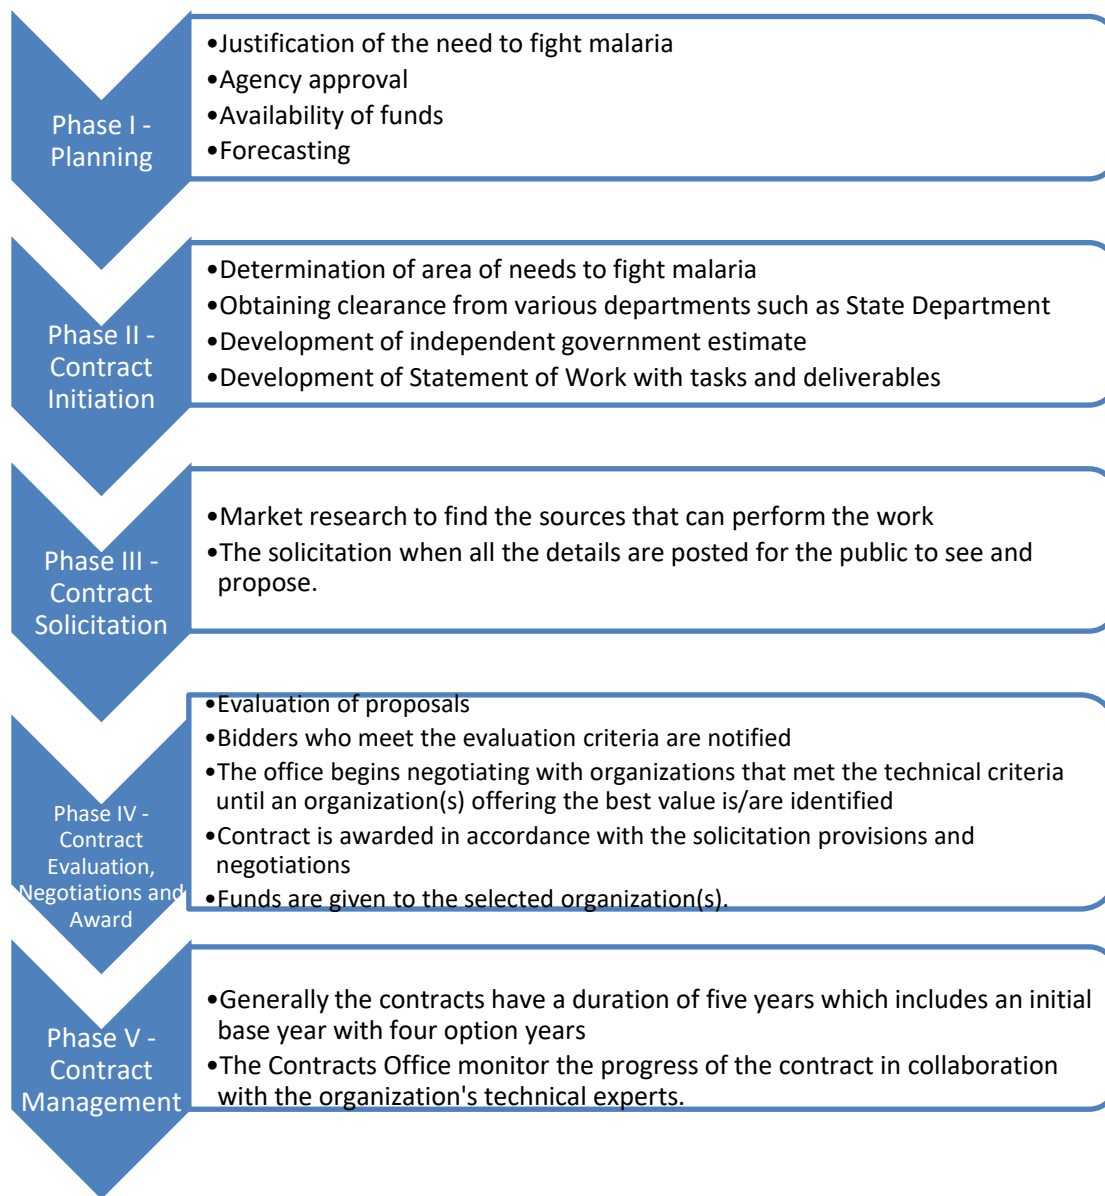 Phase I -
Planning
•Justification of the need to fight malaria
•Agency approval
•Availability of funds
•Forecasting
Phase II -
Contract
Initiation
•Determination of area of needs to fight malaria
•Obtaining clearance from various departments such as State Department
•Development of independent government estimate
•Development of Statement of Work with tasks and deliverables
Phase III -
Contract
Solicitation
•Market research to find the sources that can perform the work
•The solicitation when all the details are posted for the public to see and
propose.
Phase IV -
Contract
Evaluation,
Negotiations and
Award
•Evaluation of proposals
•Bidders who meet the evaluation criteria are notified
•The office begins negotiating with organizations that met the technical criteria
until an organization(s) offering the best value is/are identified
•Contract is awarded in accordance with the solicitation provisions and
negotiations
•Funds are given to the selected organization(s).
Phase V -
Contract
Management
•Generally the contracts have a duration of five years which includes an initial
base year with four option years
•The Contracts Office monitor the progress of the contract in collaboration
with the organization's technical experts.